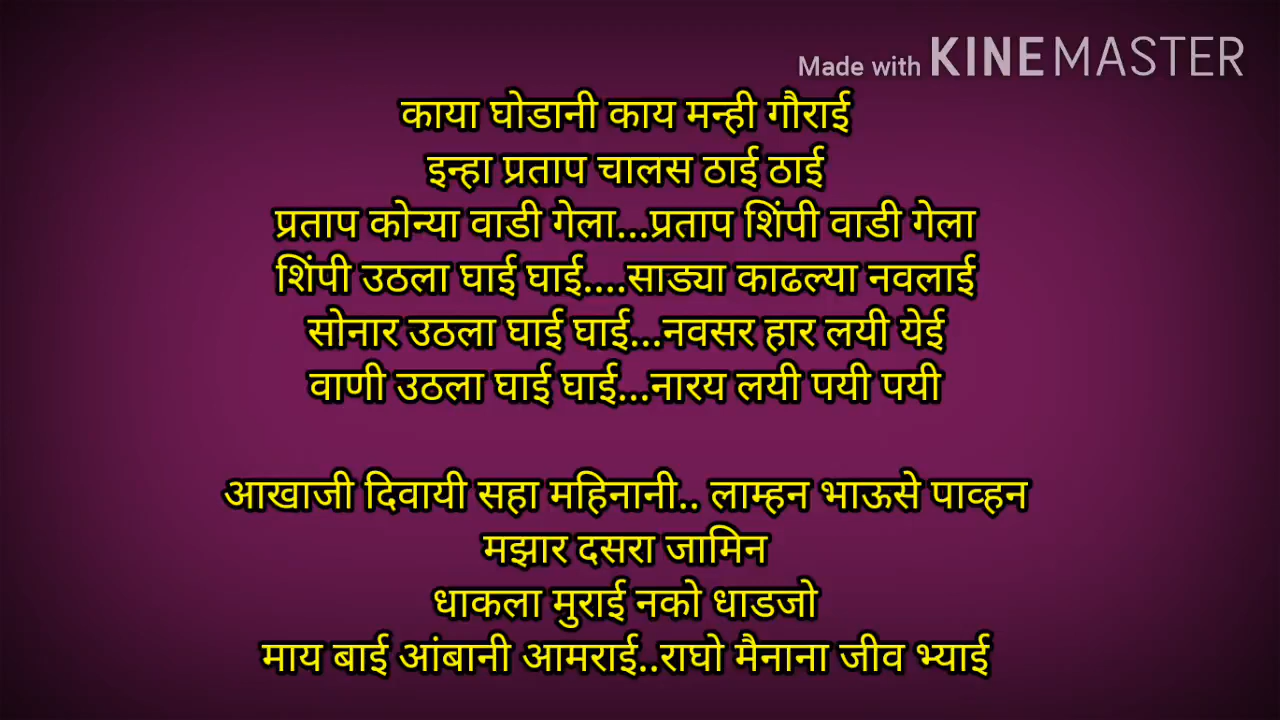 Made with KINEMASTER
काया घोडानी काय मन्ही गौराई
इन्हा प्रताप चालस ठाई ठाई
प्रताप कोन्या वाडी गेला...प्रताप शिंपी वाडी गेला
शिंपी उठला घाई घाई....साड्या काढल्या नवलाई
सोनार उठला घाई घाई...नवसर हार लयी येई
वाणी उठला घाई घाई...नारय लयी पयी पयी
आखाजी दिवायी सहा महिनानी.. लाम्हन भाऊसे पाव्हन
मझार दसरा जामिन
धाकला मुराई नको धाडजो
माय बाई आंबानी आमराई..राघो मैनाना जीव भ्याई